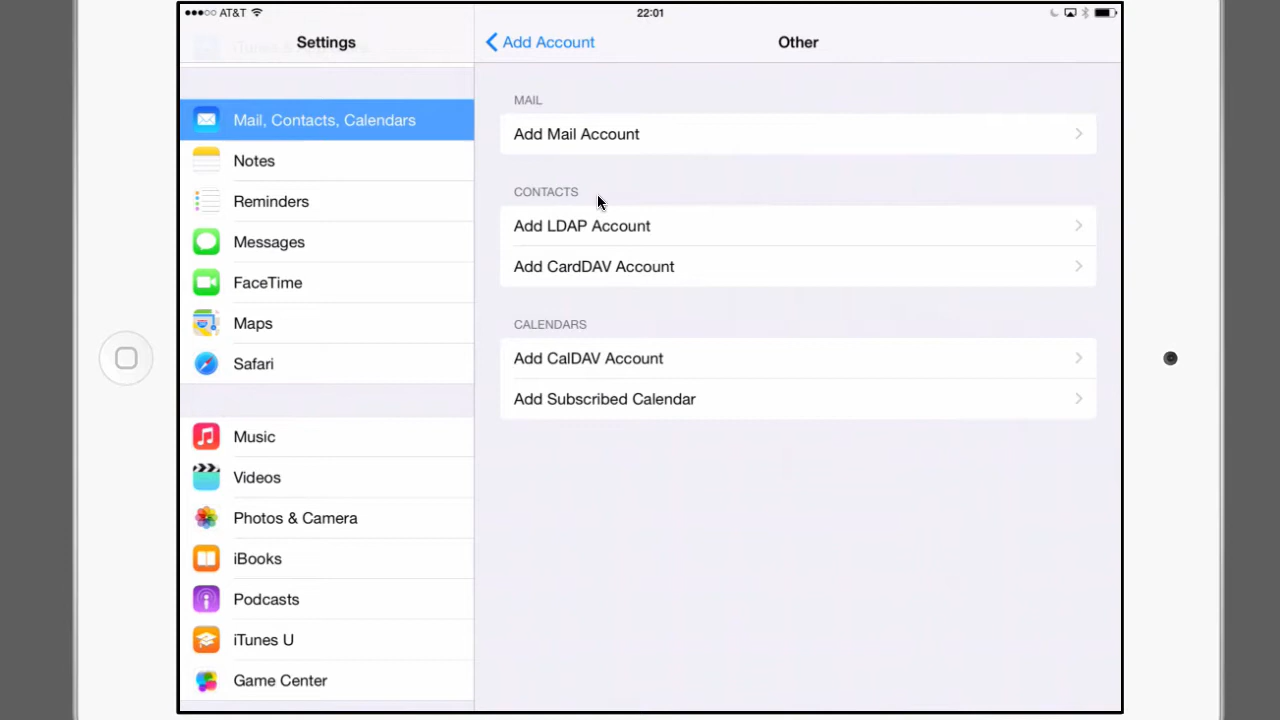 AT&T
22:01
Settings
Add Account
Other
Mail, Contacts, Calendars
Notes
Reminders
Messages
FaceTime
Maps
Safari
Music
Videos
Photos & Camera
iBooks
Podcasts
iTunes U
Game Center
MAIL
Add Mail Account
CONTACTS
Add LDAP Account
Add CardDAV Account
CALENDARS
Add CalDAV Account
Add Subscribed Calendar